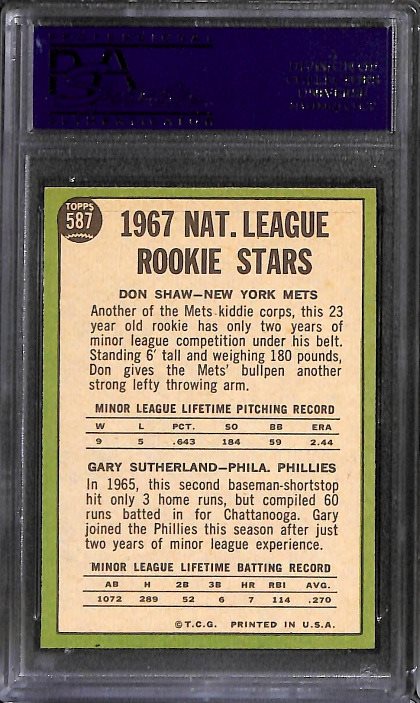 PSA
TOPPS
587
1967 NAT. LEAGUE
ROOKIE STARS
DON SHAW—NEW YORK METS
Another of the Mets kiddie corps, this 23
year old rookie has only two years of
minor league competition under his belt.
Standing 6' tall and weighing 180 pounds,
Don gives the Mets' bullpen another
strong lefty throwing arm.
MINOR LEAGUE LIFETIME PITCHING RECORD
W L PCT. SO BB ERA
9 5 .643 184 59 2.44
GARY SUTHERLAND—PHILA. PHILLIES
In 1965, this second baseman-shortstop
hit only 3 home runs, but compiled 60
runs batted in for Chattanooga. Gary
joined the Phillies this season after just
two years of minor league experience.
MINOR LEAGUE LIFETIME BATTING RECORD
AB H 2B 3B HR RBI AVG.
1072 289 52 6 7 114 .270
©T.C.G. PRINTED IN U.S.A.